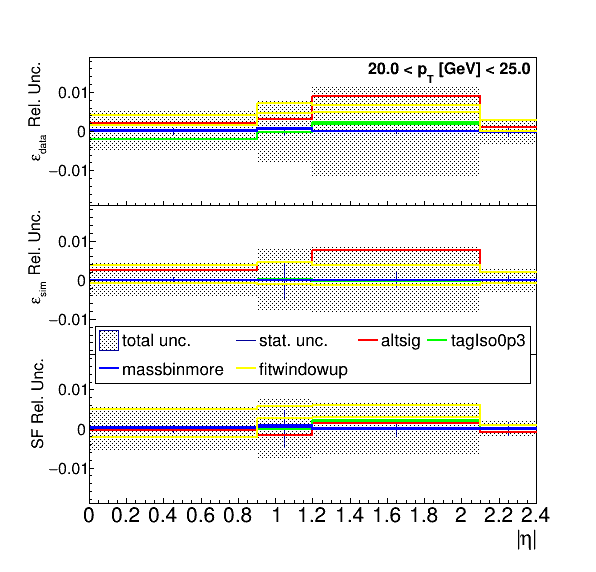 20.0 < p_T [GeV] < 25.0
ε_data Rel. Unc.
0.01
0
−0.01
ε_sim Rel. Unc.
0.01
0
−0.01
total unc. stat. unc. altsig tagIso0p3
massbinmore fitwindowup
SF Rel. Unc.
0.01
0
−0.01
0 0.2 0.4 0.6 0.8 1 1.2 1.4 1.6 1.8 2 2.2 2.4
|η|